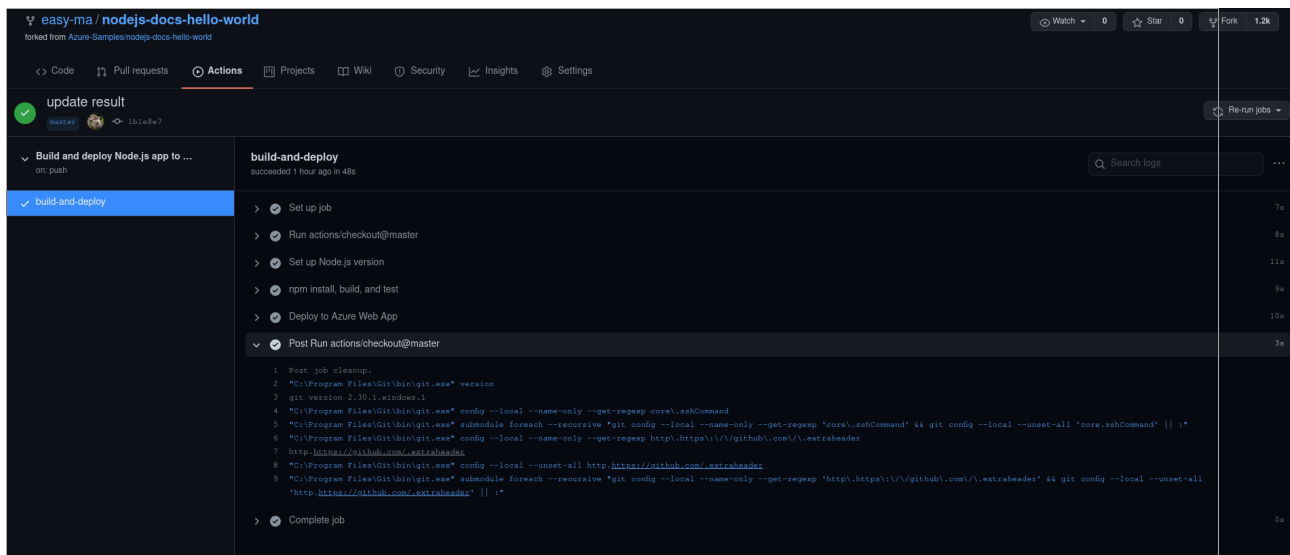 easy-ma / nodejs-docs-hello-world
forked from Azure-Samples/nodejs-docs-hello-world
Watch 0 Star 0 Fork 1.2k
Code Pull requests Actions Projects Wiki Security Insights Settings
update result
master 1b1e8e7
Re-run jobs
Build and deploy Node.js app to ...
on: push
build-and-deploy
build-and-deploy
succeeded 1 hour ago in 48s
Search logs
Set up job 7s
Run actions/checkout@master 8s
Set up Node.js version 11s
npm install, build, and test 9s
Deploy to Azure Web App 10s
Post Run actions/checkout@master 3s
1 Post job cleanup.
2 "C:\Program Files\Git\bin\git.exe" version
3 git version 2.30.1.windows.1
4 "C:\Program Files\Git\bin\git.exe" config --local --name-only --get-regexp core\.sshCommand
5 "C:\Program Files\Git\bin\git.exe" submodule foreach --recursive "git config --local --name-only --get-regexp 'core\.sshCommand' && git config --local --unset-all 'core.sshCommand' || :"
6 "C:\Program Files\Git\bin\git.exe" config --local --name-only --get-regexp http\.https\:\/\/github\.com\/\.extraheader
7 http.https://github.com/.extraheader
8 "C:\Program Files\Git\bin\git.exe" config --local --unset-all http.https://github.com/.extraheader
9 "C:\Program Files\Git\bin\git.exe" submodule foreach --recursive "git config --local --name-only --get-regexp 'http\.https\:\/\/github\.com\/\.extraheader' && git config --local --unset-all
'http.https://github.com/.extraheader' || :"
Complete job 0s